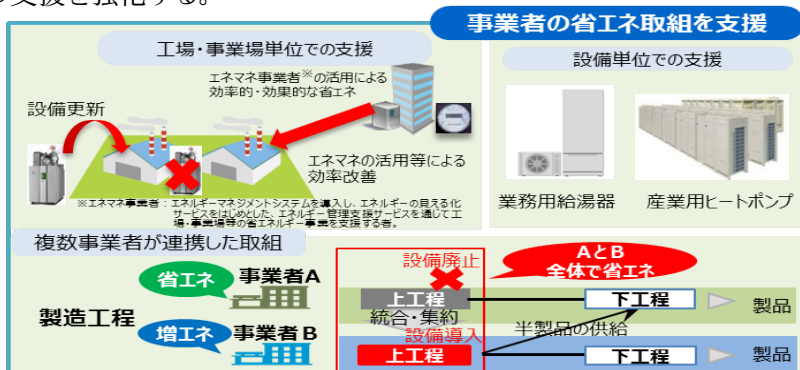 支援を強化する。
事業者の省エネ取組を支援
工場・事業場単位での支援
エネマネ事業者※の活用による
効率的・効果的な省エネ
設備更新
エネマネの活用等による
効率改善
※エネマネ事業者：エネルギーマネジメントシステムを導入し、エネルギーの見える化
サービスをはじめとした、エネルギー管理支援サービスを通じて工
場・事業場等の省エネルギー事業を支援する者。
設備単位での支援
業務用給湯器
産業用ヒートポンプ
複数事業者が連携した取組
製造工程
省エネ 事業者A
増エネ 事業者B
設備廃止
上工程
統合・集約
設備導入
上工程
AとB
全体で省エネ
下工程
製品
半製品の供給
下工程
製品